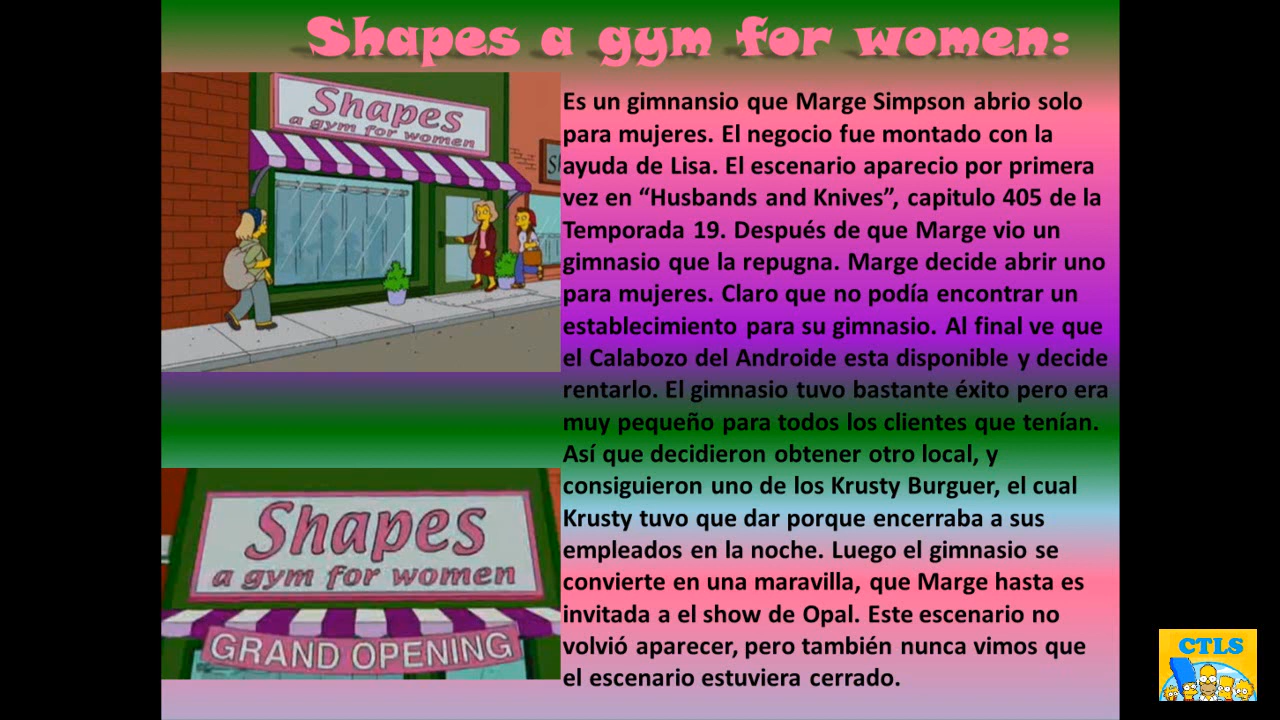 Shapes a gym for women:
Shapes
a gym for women
Es un gimnansio que Marge Simpson abrio solo
para mujeres. El negocio fue montado con la
ayuda de Lisa. El escenario aparecio por primera
vez en “Husbands and Knives”, capitulo 405 de la
Temporada 19. Después de que Marge vio un
gimnasio que la repugna. Marge decide abrir uno
para mujeres. Claro que no podía encontrar un
establecimiento para su gimnasio. Al final ve que
el Calabozo del Androide esta disponible y decide
rentarlo. El gimnasio tuvo bastante éxito pero era
muy pequeño para todos los clientes que tenían.
Así que decidieron obtener otro local, y
consiguieron uno de los Krusty Burguer, el cual
Krusty tuvo que dar porque encerraba a sus
empleados en la noche. Luego el gimnasio se
convierte en una maravilla, que Marge hasta es
invitada a el show de Opal. Este escenario no
volvió aparecer, pero también nunca vimos que
el escenario estuviera cerrado.
Shapes
a gym for women
GRAND OPENING
CTLS